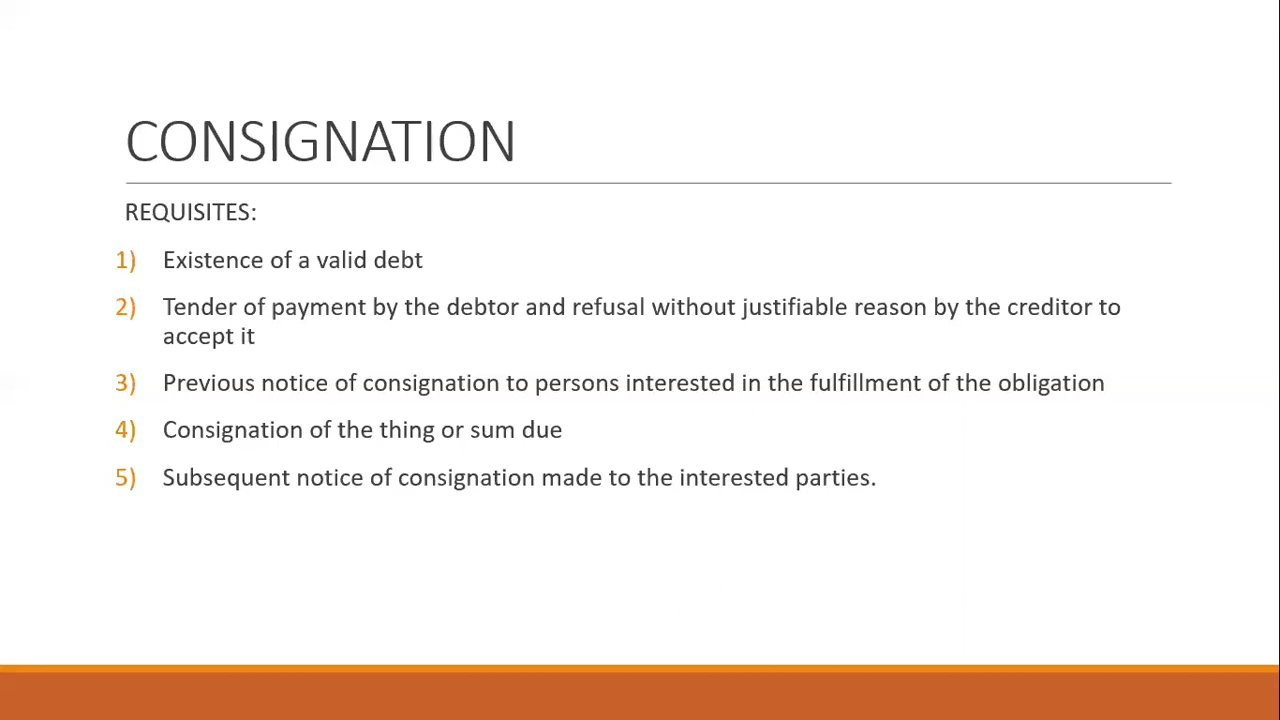 CONSIGNATION
REQUISITES:
1) Existence of a valid debt
2) Tender of payment by the debtor and refusal without justifiable reason by the creditor to
accept it
3) Previous notice of consignation to persons interested in the fulfillment of the obligation
4) Consignation of the thing or sum due
5) Subsequent notice of consignation made to the interested parties.